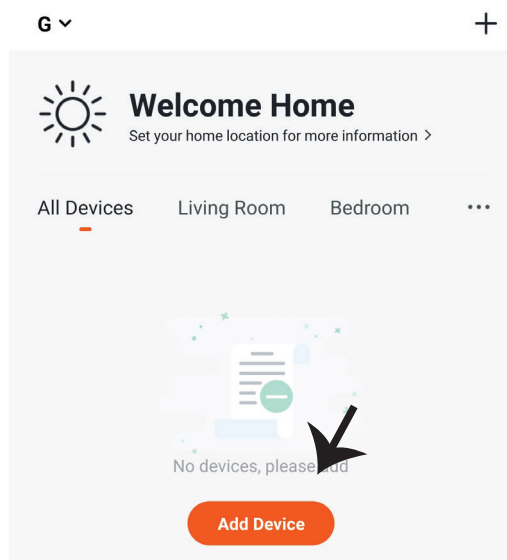 G
Welcome Home
Set your home location for more information >
All Devices Living Room Bedroom ...
No devices, please add
Add Device